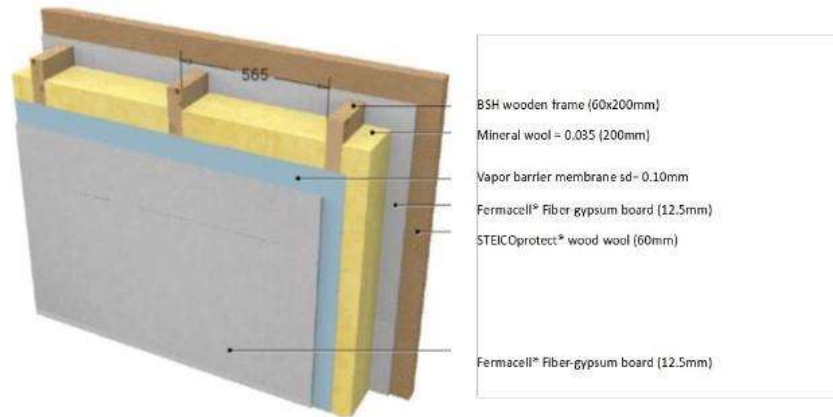 565
BSH wooden frame (60x200mm)
Mineral wool = 0.035 (200mm)
Vapor barrier membrane sd- 0.10mm
Fermacell® Fiber-gypsum board (12.5mm)
STEICOprotect® wood wool (60mm)
Fermacell® Fiber-gypsum board (12.5mm)